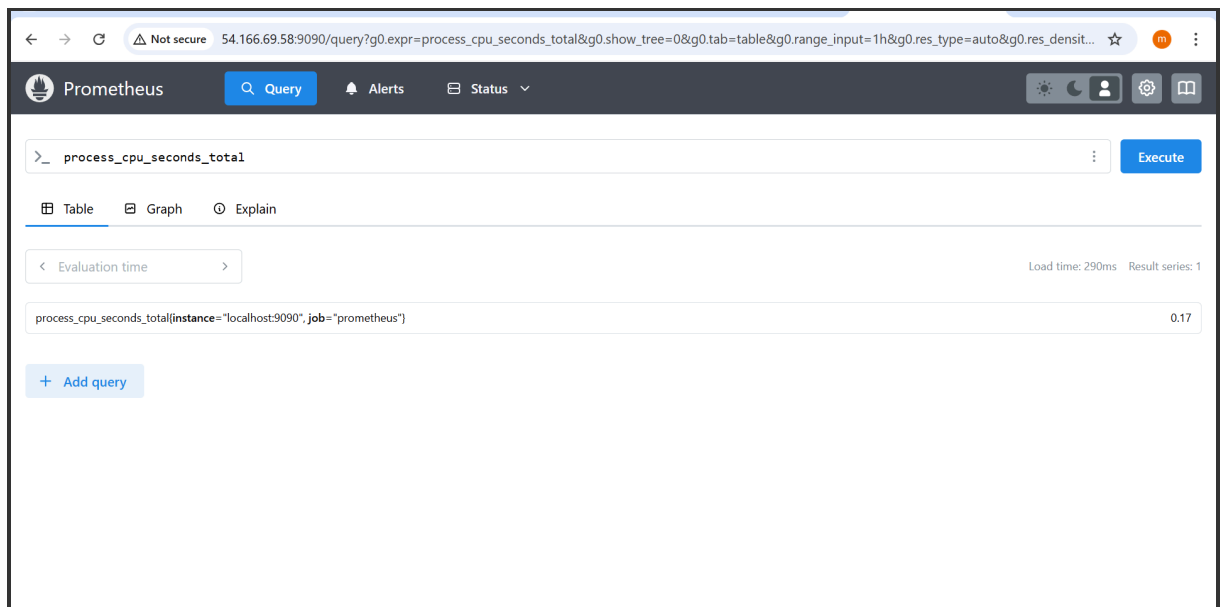 Not secure 54.166.69.58:9090/query?g0.expr=process_cpu_seconds_total&g0.show_tree=0&g0.tab=table&g0.range_input=1h&g0.res_type=auto&g0.res_densit...
m
Prometheus Query Alerts Status
>_ process_cpu_seconds_total Execute
Table Graph Explain
Evaluation time Load time: 290ms Result series: 1
process_cpu_seconds_total{instance="localhost:9090", job="prometheus"} 0.17
+ Add query